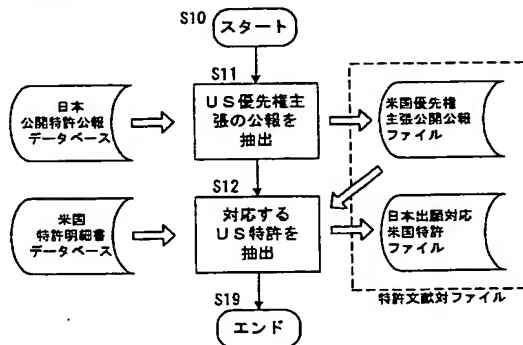 S10
スタート
S11
US優先権主
張の公報を
抽出
日本
公開特許公報
データベース
米国優先権
主張公開公報
ファイル
S12
対応する
US特許を
抽出
米国
特許明細書
データベース
日本出願対応
米国特許
ファイル
特許文献対ファイル
S19
エンド